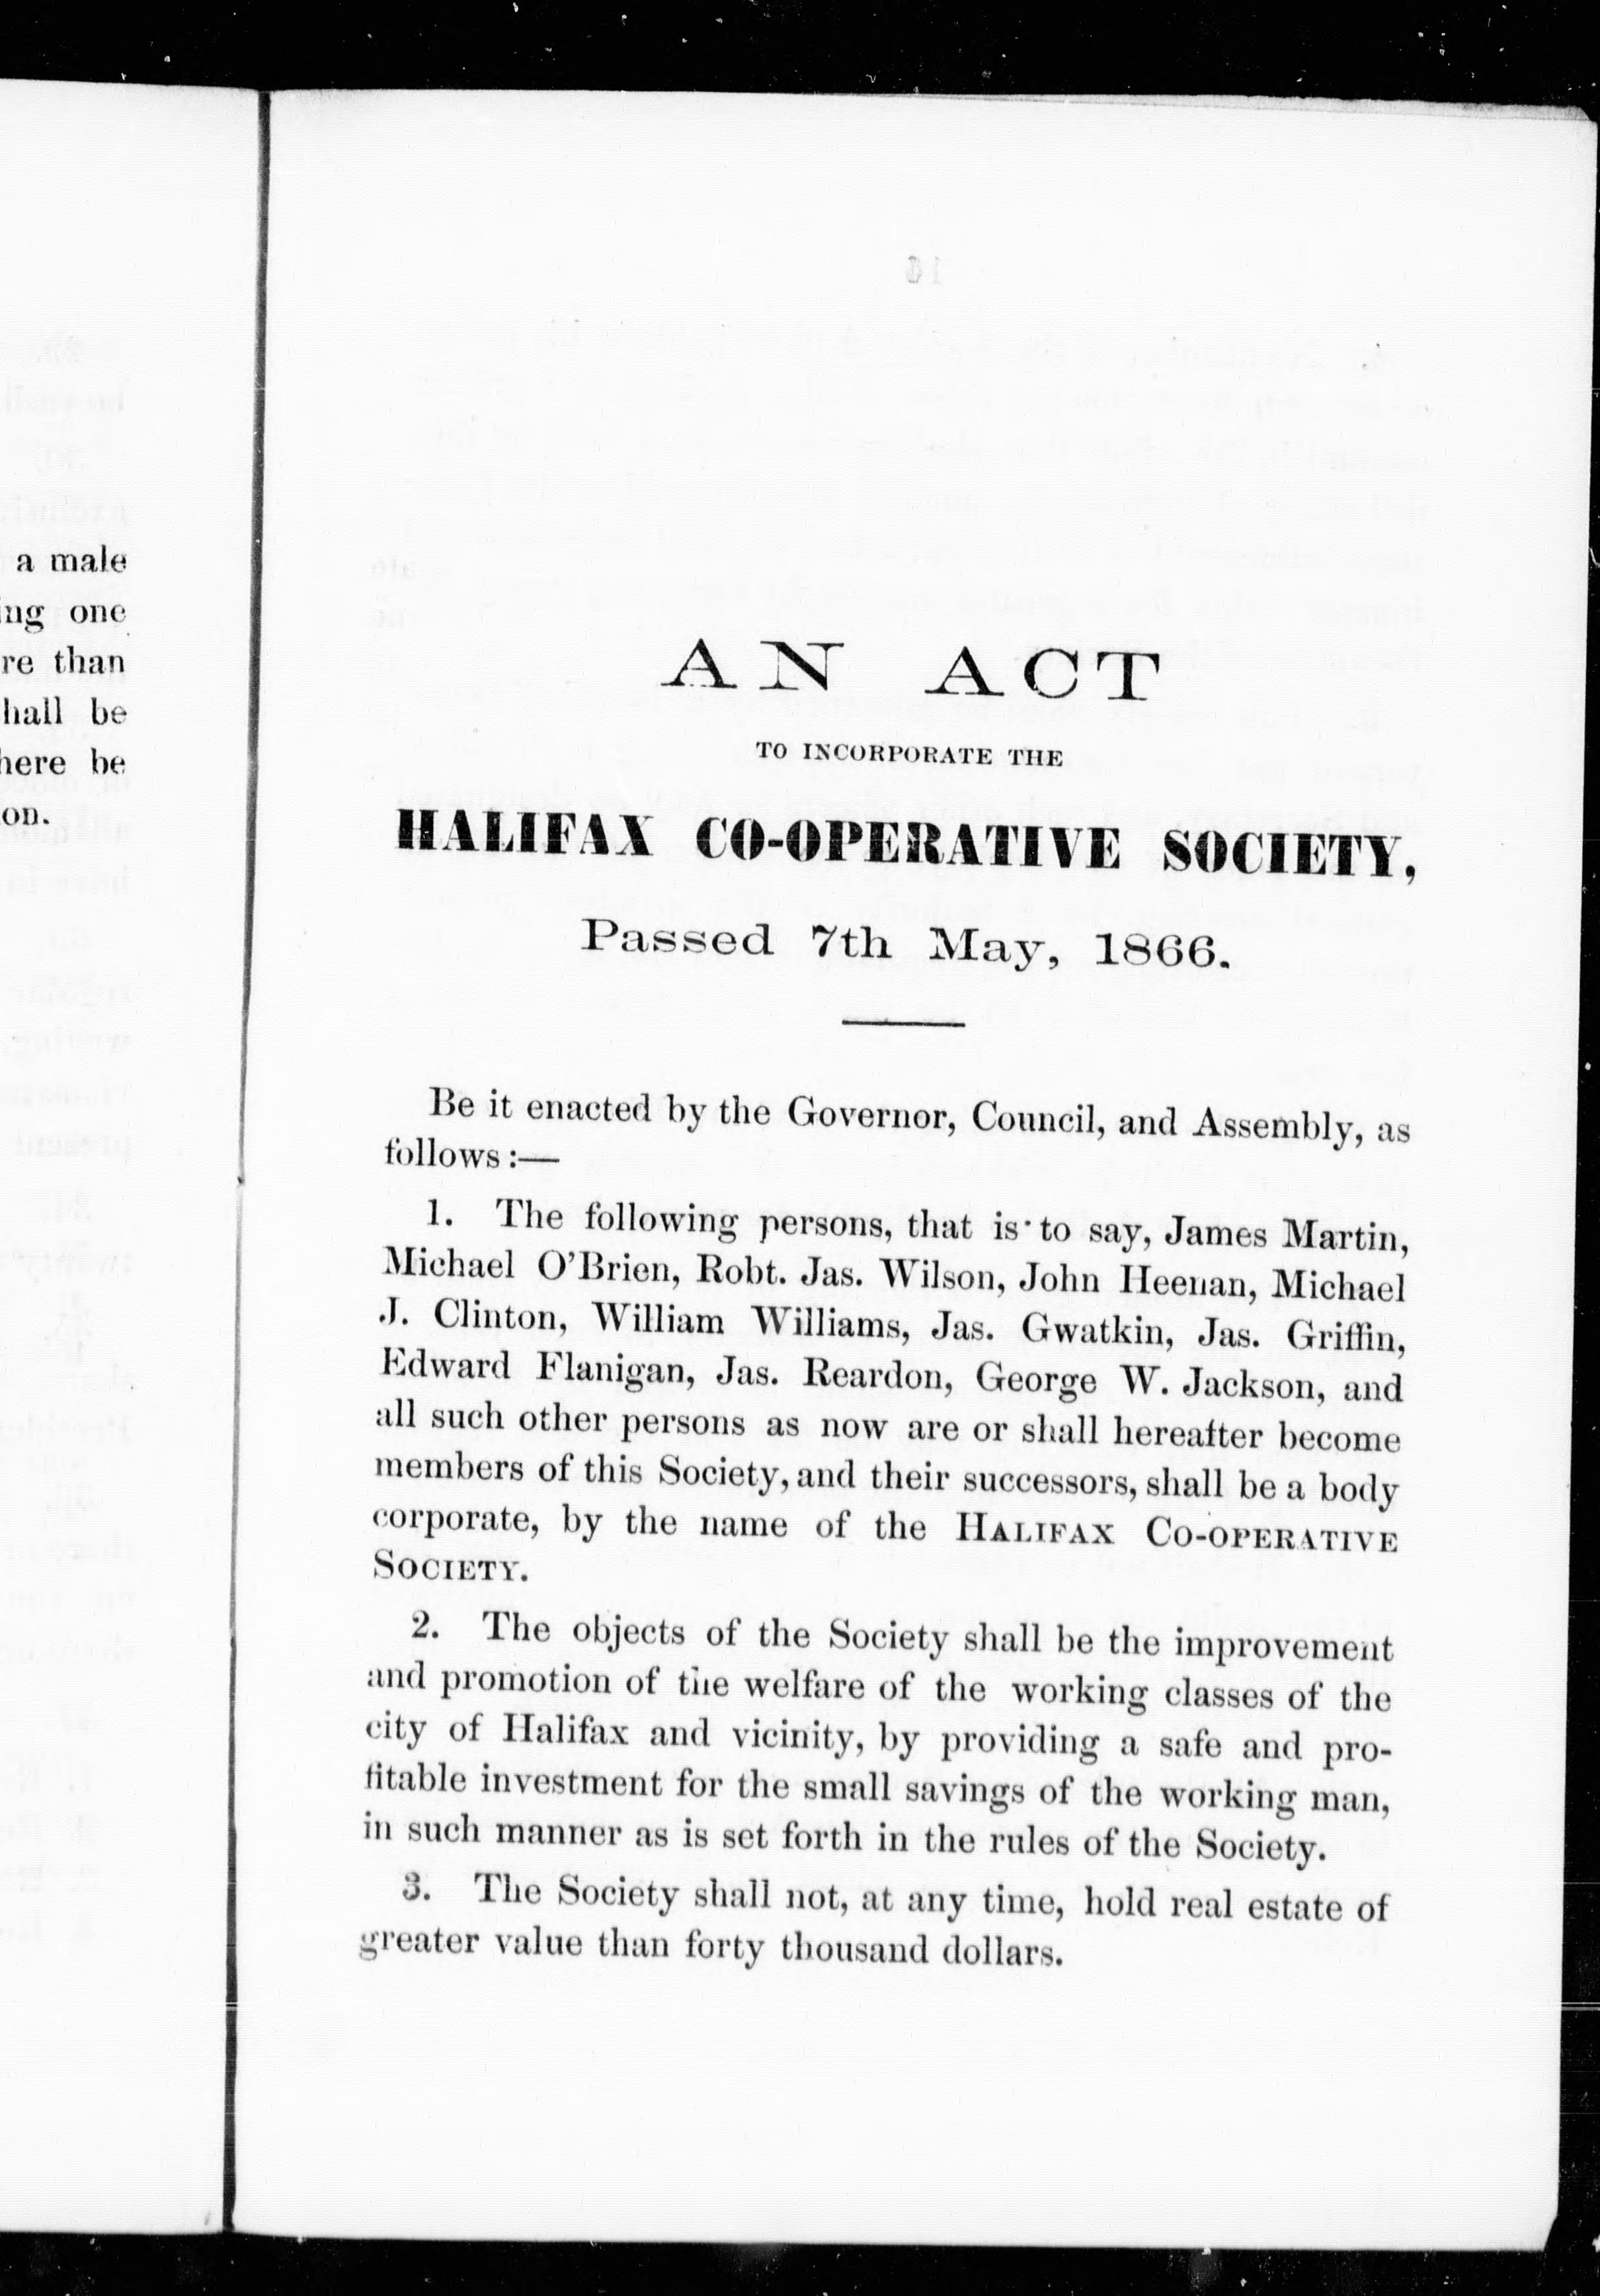 a male
ing one
re than
hall be
here be
on.
AN ACT
TO INCORPORATE THE
HALIFAX CO-OPERATIVE SOCIETY,
Passed 7th May, 1866.
Be it enacted by the Governor, Council, and Assembly, as
follows:—
1. The following persons, that is to say, James Martin,
Michael O'Brien, Robt. Jas. Wilson, John Heenan, Michael
J. Clinton, William Williams, Jas. Gwatkin, Jas. Griffin,
Edward Flanigan, Jas. Reardon, George W. Jackson, and
all such other persons as now are or shall hereafter become
members of this Society, and their successors, shall be a body
corporate, by the name of the HALIFAX CO-OPERATIVE
SOCIETY.
2. The objects of the Society shall be the improvement
and promotion of the welfare of the working classes of the
city of Halifax and vicinity, by providing a safe and pro-
fitable investment for the small savings of the working man,
in such manner as is set forth in the rules of the Society.
3. The Society shall not, at any time, hold real estate of
greater value than forty thousand dollars.